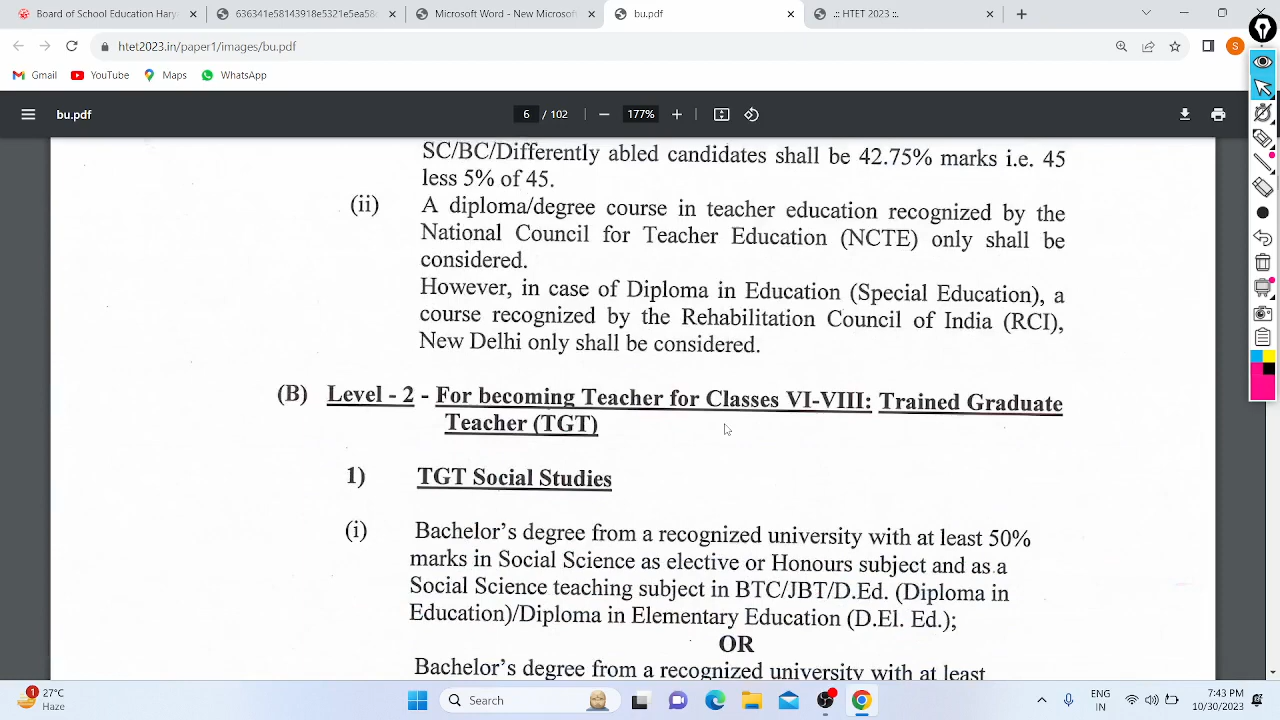 Board of School Education Hary
636341e58143918e5321e5ea58
Microsoft Word - New Microsoft
bu.pdf
:: HTET 2023 ::
htet2023.in/paper1/images/bu.pdf
S
Gmail
YouTube
Maps
WhatsApp
bu.pdf
6 / 102
177%
SC/BC/Differently abled candidates shall be 42.75% marks i.e. 45
less 5% of 45.
(ii) A diploma/degree course in teacher education recognized by the
National Council for Teacher Education (NCTE) only shall be
considered.
However, in case of Diploma in Education (Special Education), a
course recognized by the Rehabilitation Council of India (RCI),
New Delhi only shall be considered.
(B) Level - 2 - For becoming Teacher for Classes VI-VIII: Trained Graduate
Teacher (TGT)
1) TGT Social Studies
(i) Bachelor's degree from a recognized university with at least 50%
marks in Social Science as elective or Honours subject and as a
Social Science teaching subject in BTC/JBT/D.Ed. (Diploma in
Education)/Diploma in Elementary Education (D.El. Ed.);
OR
Bachelor's degree from a recognized university with at least
1
27°C
Haze
Search
ENG
IN
7:43 PM
10/30/2023